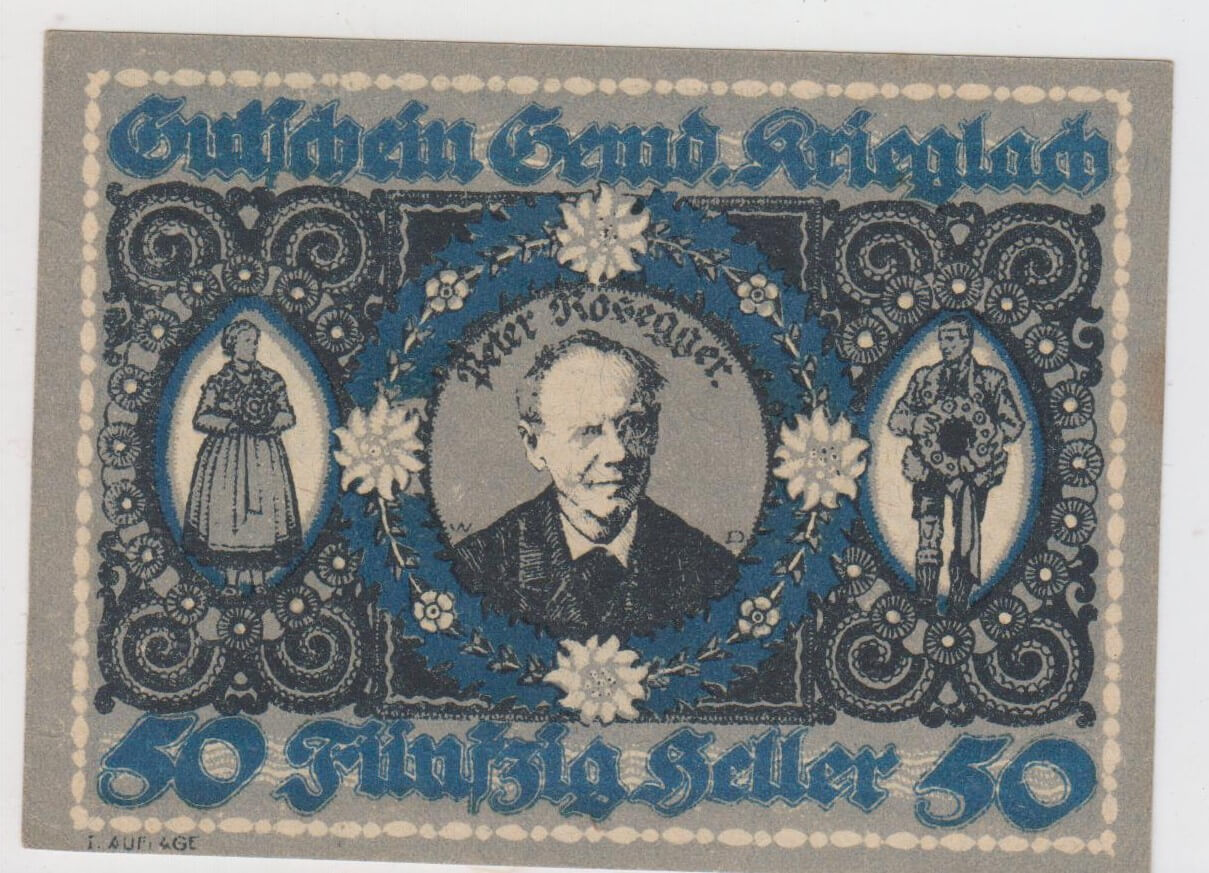 Gutschein Gemd. Krieglach
Peter Rosegger.
W D
50 Fünfzig Heller 50
I. AUFLAGE